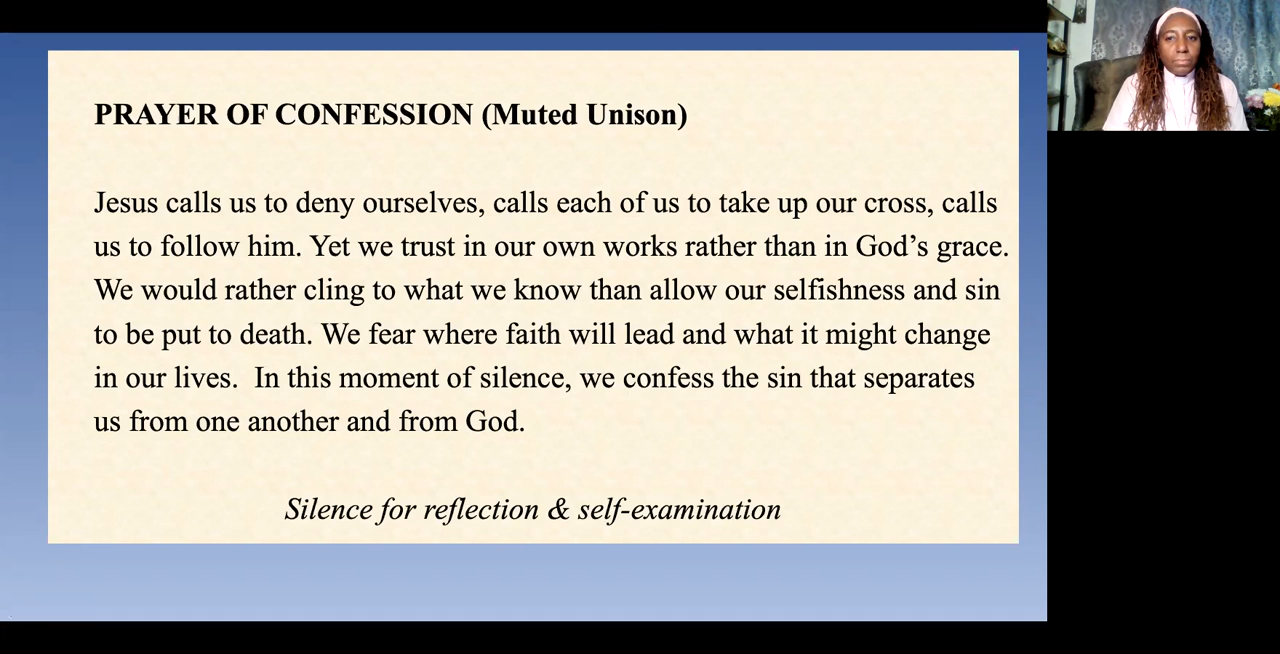 PRAYER OF CONFESSION (Muted Unison)
Jesus calls us to deny ourselves, calls each of us to take up our cross, calls
us to follow him. Yet we trust in our own works rather than in God’s grace.
We would rather cling to what we know than allow our selfishness and sin
to be put to death. We fear where faith will lead and what it might change
in our lives.  In this moment of silence, we confess the sin that separates
us from one another and from God.
Silence for reflection & self-examination